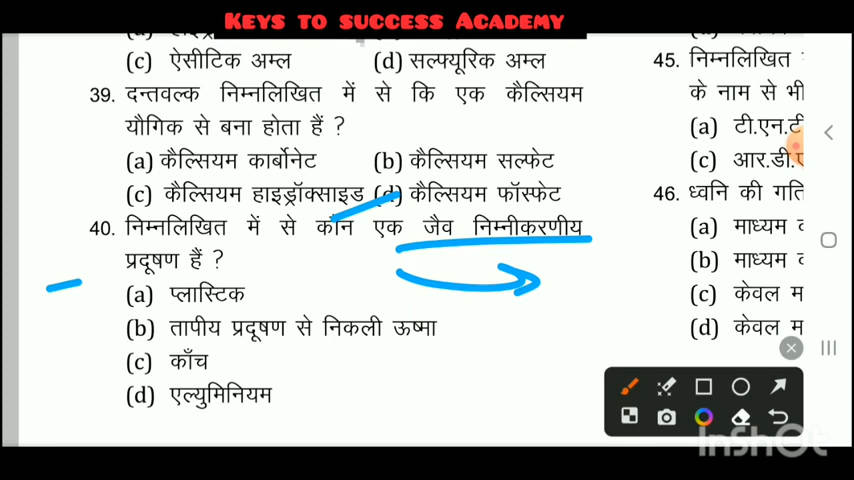 KEYS TO SUCCESS ACADEMY
(c) ऐसीटिक अम्ल (d) सल्फ्यूरिक अम्ल
39. दन्तवल्क निम्नलिखित में से कि एक कैल्सियम
यौगिक से बना होता हैं ?
(a) कैल्सियम कार्बोनेट (b) कैल्सियम सल्फेट
(c) कैल्सियम हाइड्रॉक्साइड (d) कैल्सियम फॉस्फेट
40. निम्नलिखित में से कौन एक जैव निम्नीकरणीय
प्रदूषण हैं ?
(a) प्लास्टिक
(b) तापीय प्रदूषण से निकली ऊष्मा
(c) काँच
(d) एल्युमिनियम
45. निम्नलिखित
के नाम से भी
(a) टी.एन.टी
(c) आर.डी.ए
46. ध्वनि की गति
(a) माध्यम
(b) माध्यम
(c) केवल म
(d) केवल म
InShOt